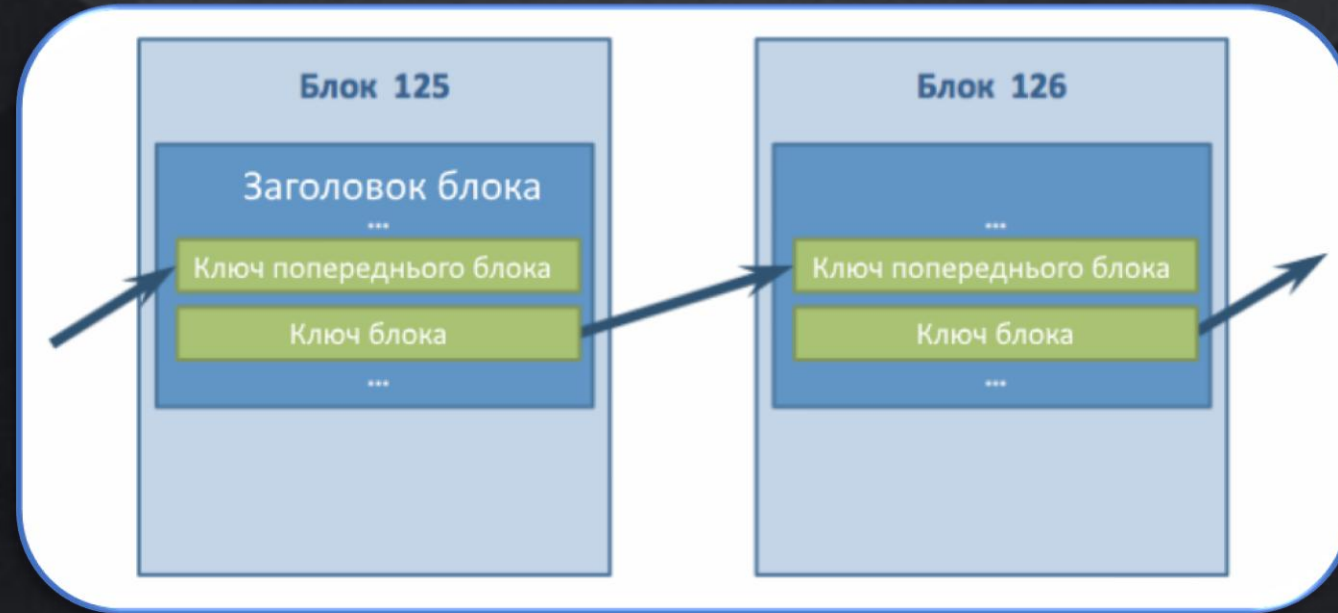 Блок 125
Заголовок блока
...
Ключ попереднього блока
Ключ блока
...
Блок 126
...
Ключ попереднього блока
Ключ блока
...